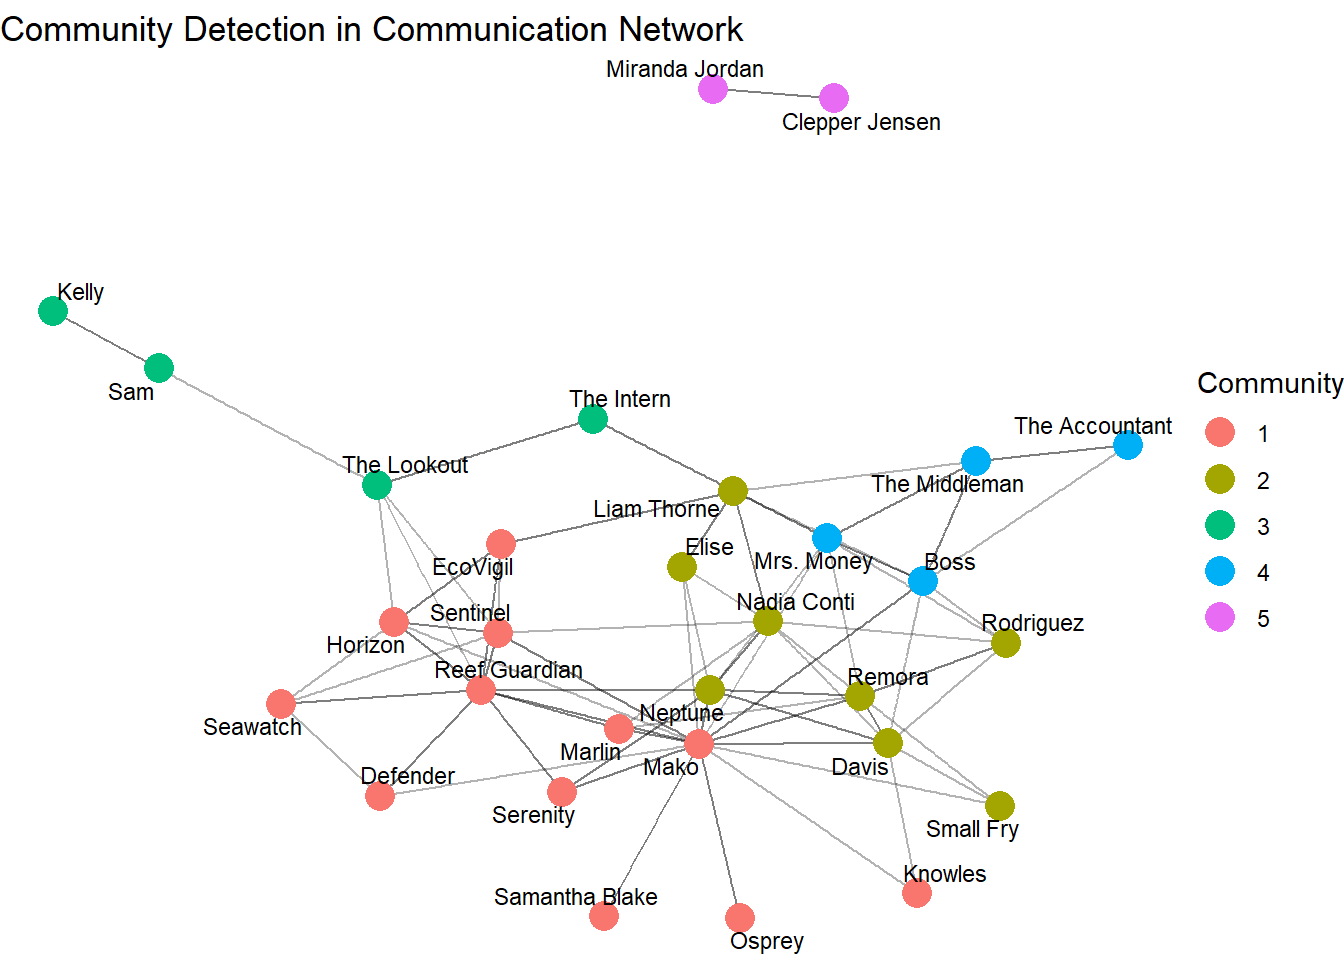 Community Detection in Communication Network
Miranda Jordan
Clepper Jensen
Kelly
Sam
The Intern
The Accountant
The Lookout
The Middleman
Liam Thorne
Elise
Mrs. Money
Boss
EcoVigil
Nadia Conti
Sentinel
Rodriguez
Horizon
Reef Guardian
Remora
Neptune
Seawatch
Marlin
Mako
Davis
Defender
Serenity
Small Fry
Knowles
Samantha Blake
Osprey
Community
1
2
3
4
5